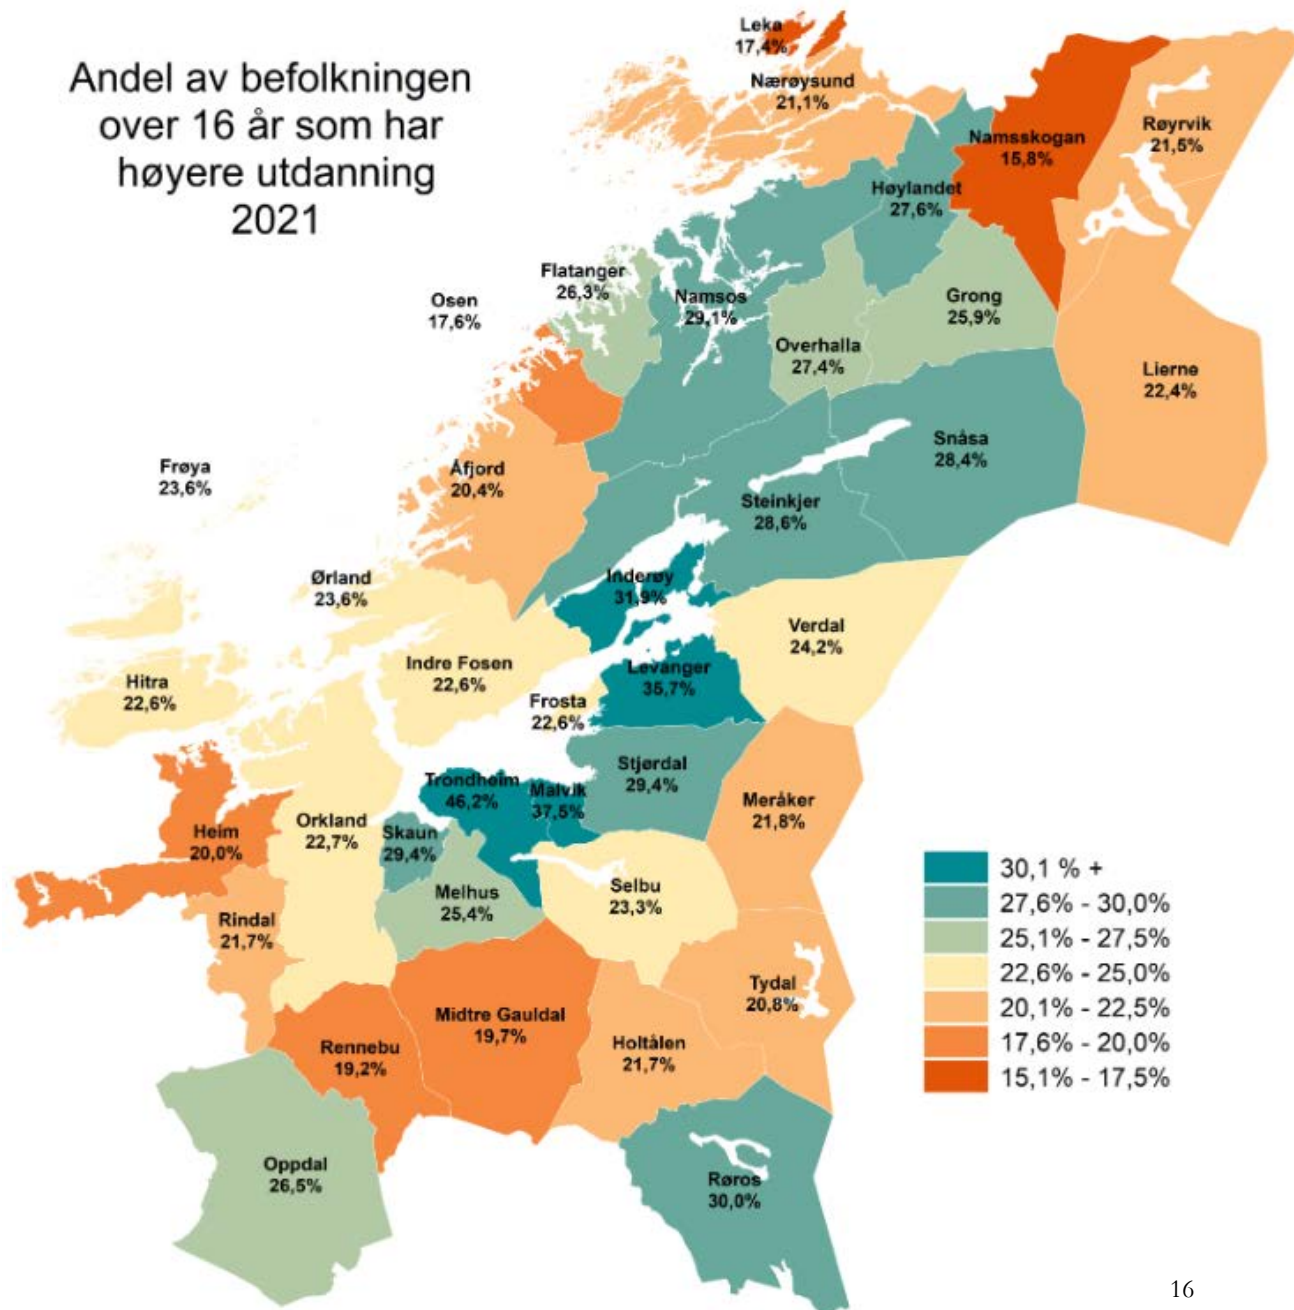 Andel av befolkningen
over 16 år som har
høyere utdanning
2021
Leka
17,4%
Nærøysund
21,1%
Namsskogan
15,8%
Røyrvik
21,5%
Høylandet
27,6%
Flatanger
26,3%
Osen
17,6%
Namsos
29,1%
Grong
25,9%
Overhalla
27,4%
Lierne
22,4%
Snåsa
28,4%
Frøya
23,6%
Åfjord
20,4%
Steinkjer
28,6%
Ørland
23,6%
Inderøy
31,9%
Verdal
24,2%
Indre Fosen
22,6%
Levanger
35,7%
Hitra
22,6%
Frosta
22,6%
Stjørdal
29,4%
Trondheim
46,2%
Malvik
37,5%
Meråker
21,8%
Orkland
22,7%
Heim
20,0%
Skaun
29,4%
Melhus
25,4%
Selbu
23,3%
Rindal
21,7%
Tydal
20,8%
Midtre Gauldal
19,7%
Rennebu
19,2%
Holtålen
21,7%
Oppdal
26,5%
Røros
30,0%
30,1 % +
27,6% - 30,0%
25,1% - 27,5%
22,6% - 25,0%
20,1% - 22,5%
17,6% - 20,0%
15,1% - 17,5%
16